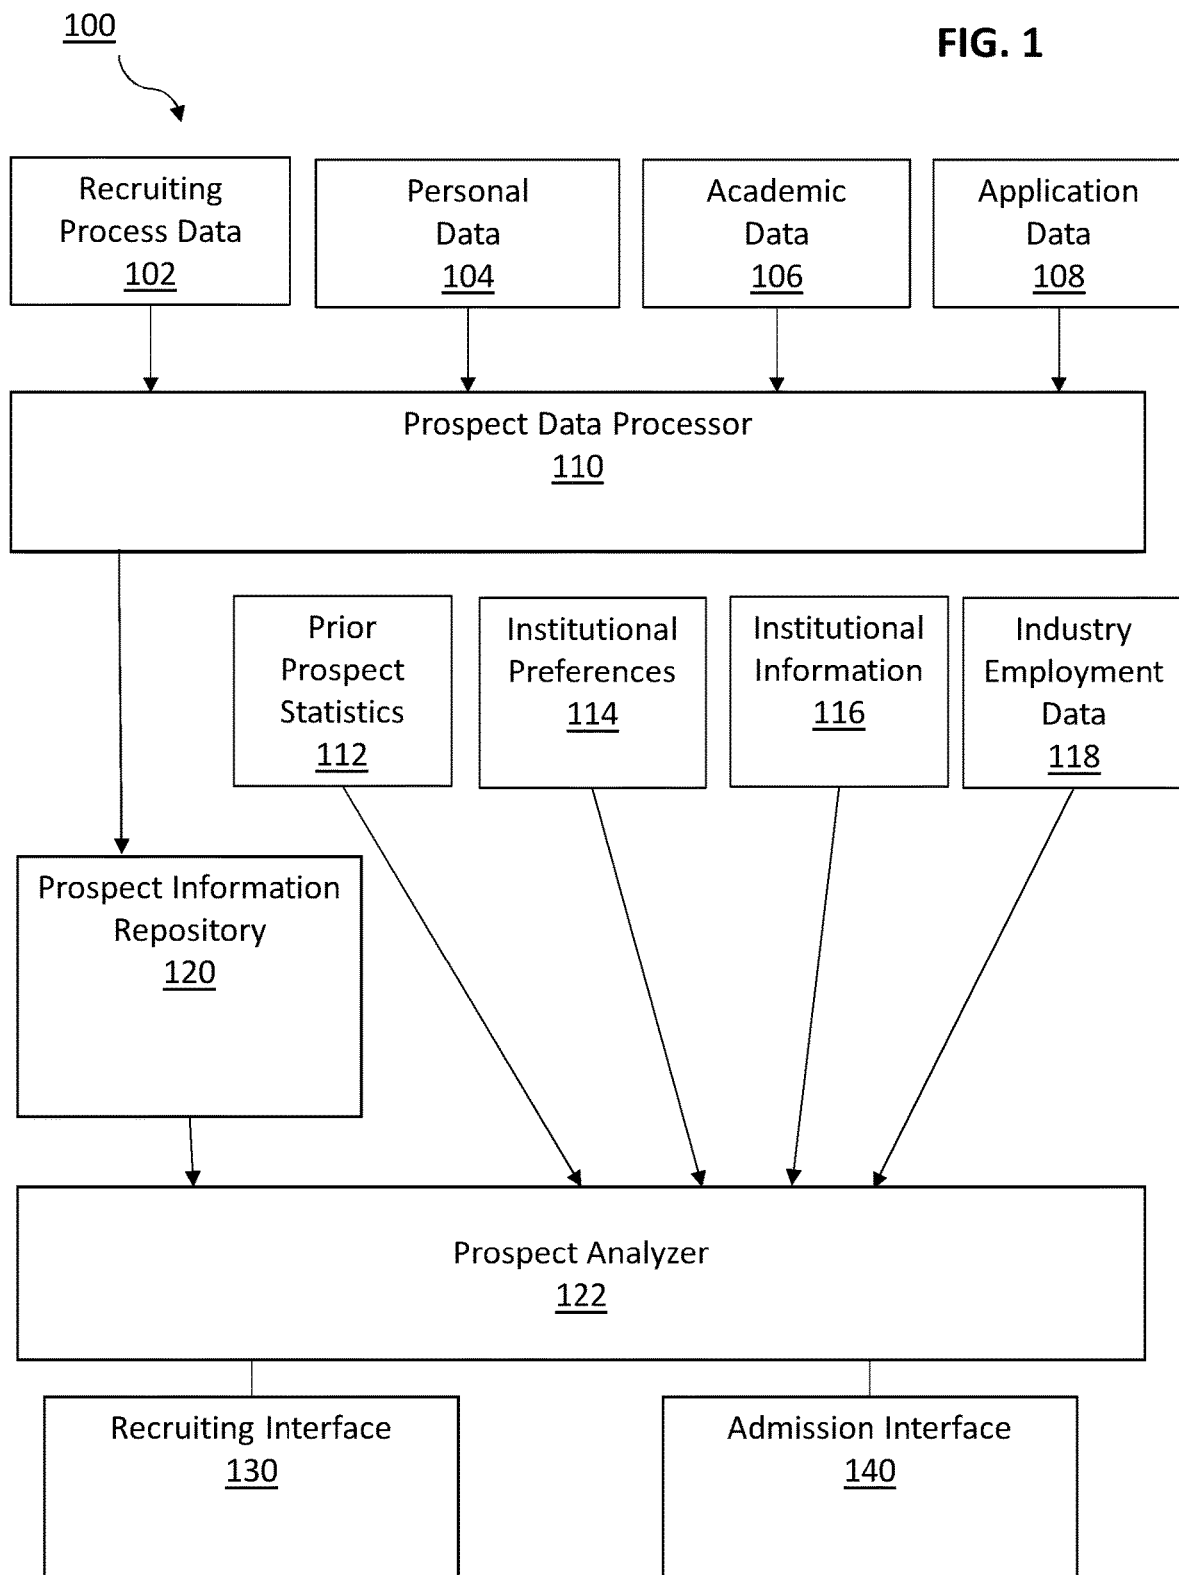 100
FIG. 1
Recruiting
Process Data
102
Personal
Data
104
Academic
Data
106
Application
Data
108
Prospect Data Processor
110
Prior
Prospect
Statistics
112
Institutional
Preferences
114
Institutional
Information
116
Industry
Employment
Data
118
Prospect Information
Repository
120
Prospect Analyzer
122
Recruiting Interface
130
Admission Interface
140